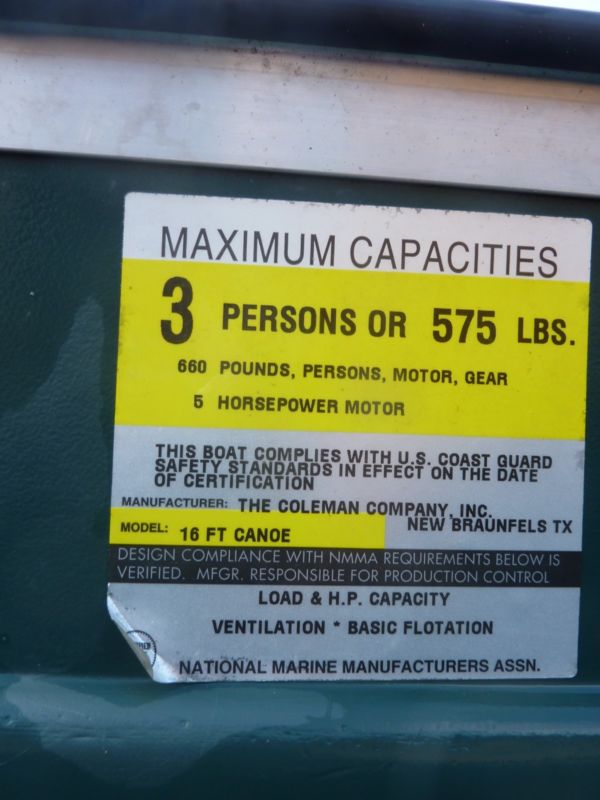 MAXIMUM CAPACITIES
3 PERSONS OR 575 LBS.
660 POUNDS, PERSONS, MOTOR, GEAR
5 HORSEPOWER MOTOR
THIS BOAT COMPLIES WITH U.S. COAST GUARD
SAFETY STANDARDS IN EFFECT ON THE DATE
OF CERTIFICATION
MANUFACTURER: THE COLEMAN COMPANY, INC.
NEW BRAUNFELS TX
MODEL: 16 FT CANOE
DESIGN COMPLIANCE WITH NMMA REQUIREMENTS BELOW IS
VERIFIED. MFGR. RESPONSIBLE FOR PRODUCTION CONTROL
LOAD & H.P. CAPACITY
VENTILATION * BASIC FLOTATION
NATIONAL MARINE MANUFACTURERS ASSN.